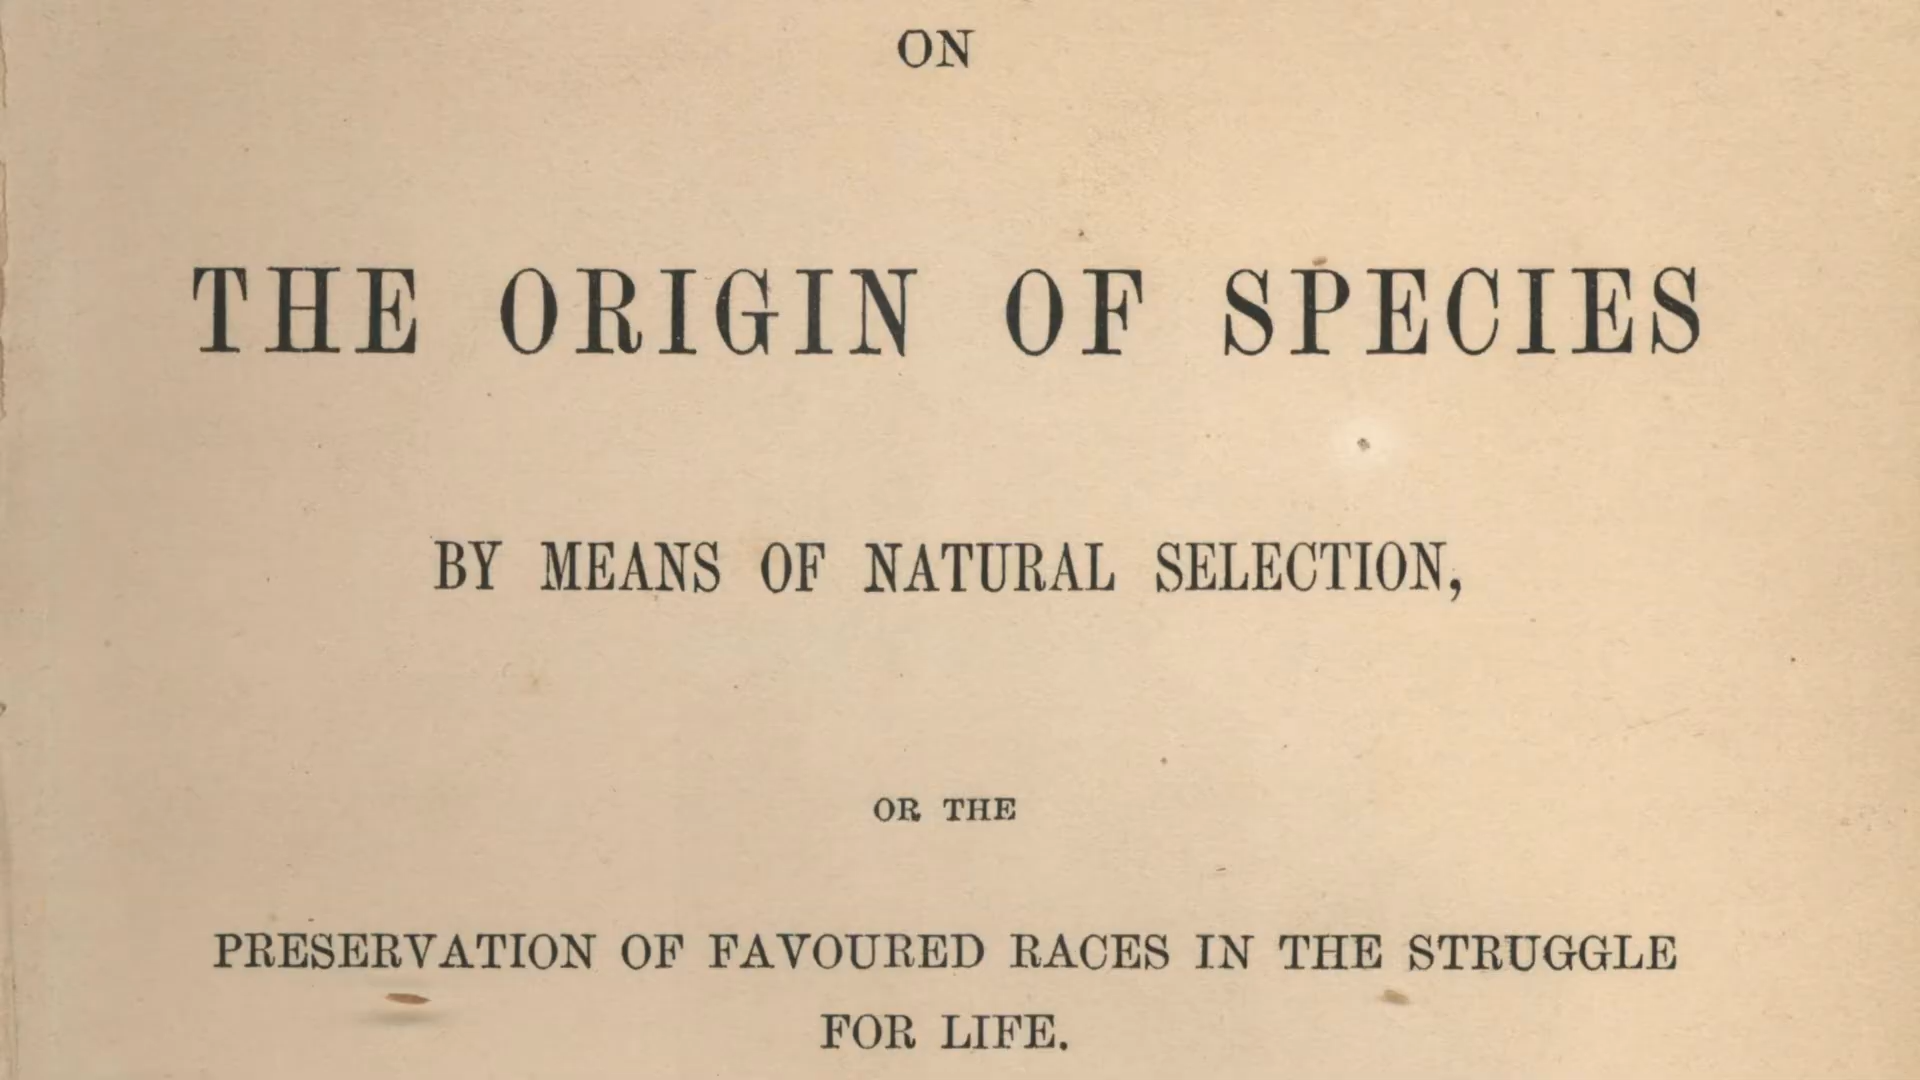 ON
THE ORIGIN OF SPECIES
BY MEANS OF NATURAL SELECTION,
OR THE
PRESERVATION OF FAVOURED RACES IN THE STRUGGLE
FOR LIFE.